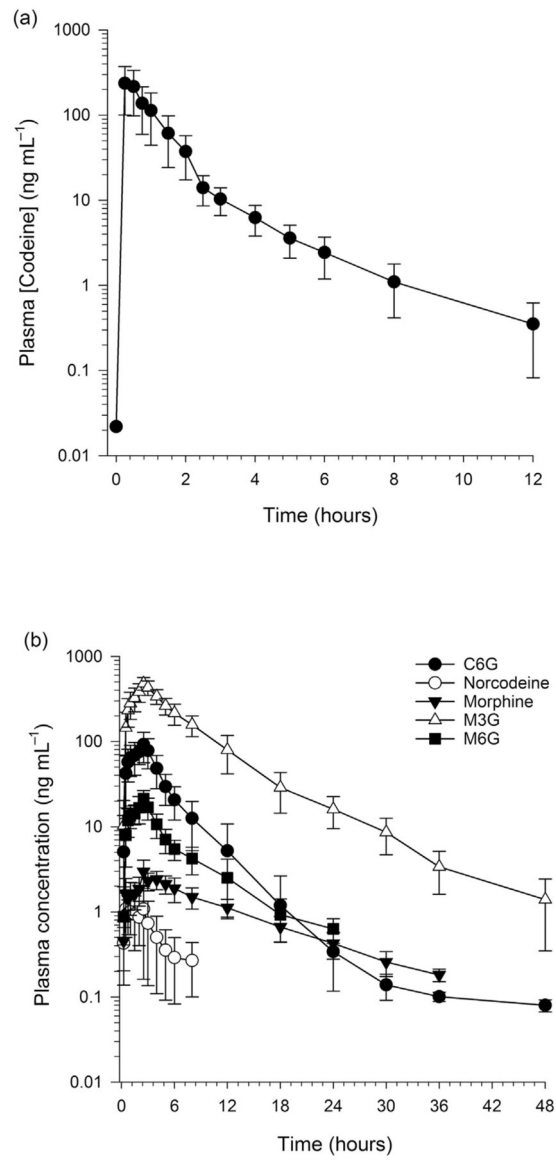 (a)
1000
100
10
1
0.1
0.01
Plasma [Codeine] (ng mL⁻¹)
0 2 4 6 8 10 12
Time (hours)
(b)
1000
100
10
1
0.1
0.01
Plasma concentration (ng mL⁻¹)
C6G
Norcodeine
Morphine
M3G
M6G
0 6 12 18 24 30 36 42 48
Time (hours)